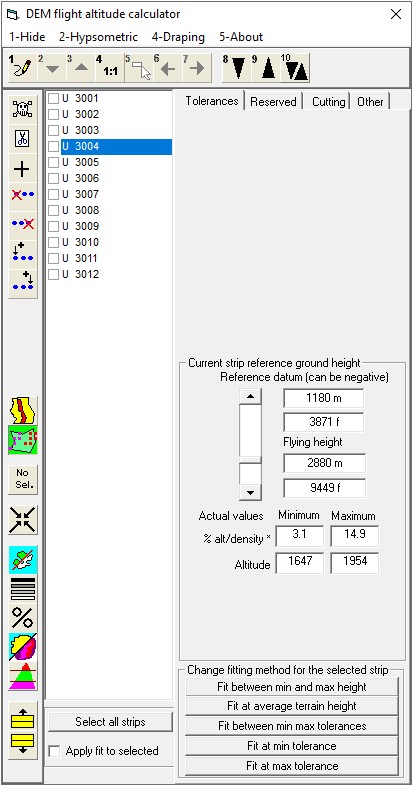 DEM flight altitude calculator
1-Hide 2-Hypsometric 4-Draping 5-About
1 2 3 4 1:1 5 6 7 8 9 10
U 3001
U 3002
U 3003
U 3004
U 3005
U 3006
U 3007
U 3008
U 3009
U 3010
U 3011
U 3012
No
Sel.
%
Select all strips
Apply fit to selected
Tolerances Reserved Cutting Other
Current strip reference ground height
Reference datum (can be negative)
1180 m
3871 f
Flying height
2880 m
9449 f
Actual values Minimum Maximum
% alt/density * 3.1 14.9
Altitude 1647 1954
Change fitting method for the selected strip
Fit between min and max height
Fit at average terrain height
Fit between min max tolerances
Fit at min tolerance
Fit at max tolerance